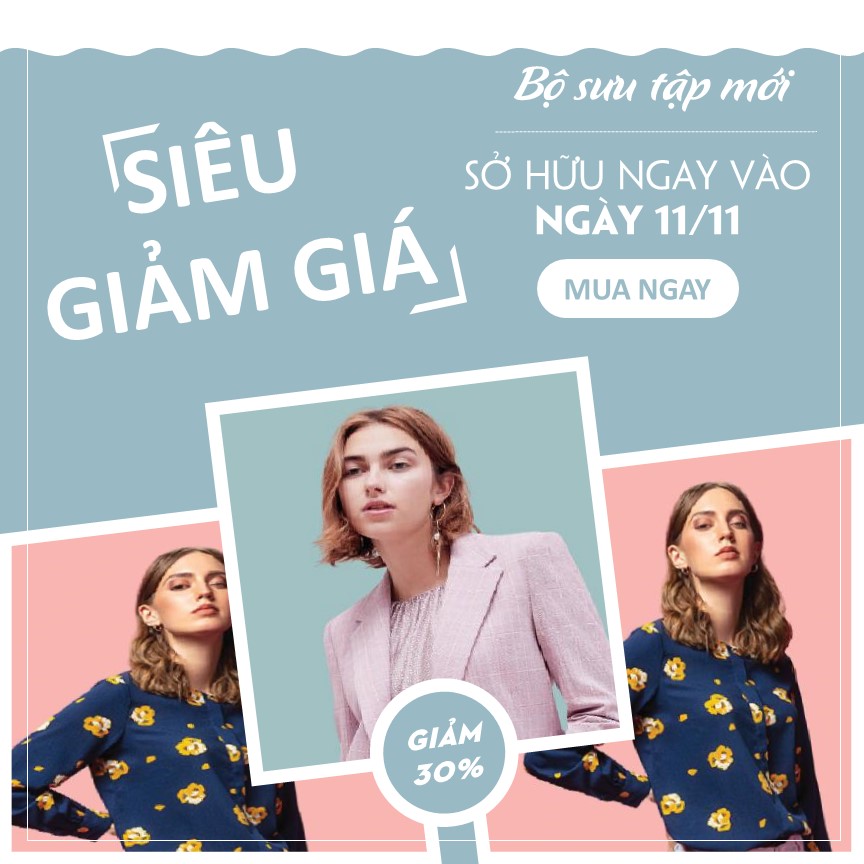 SIÊU
GIẢM GIÁ
Bộ sưu tập mới
SỞ HỮU NGAY VÀO
NGÀY 11/11
MUA NGAY
GIẢM
30%